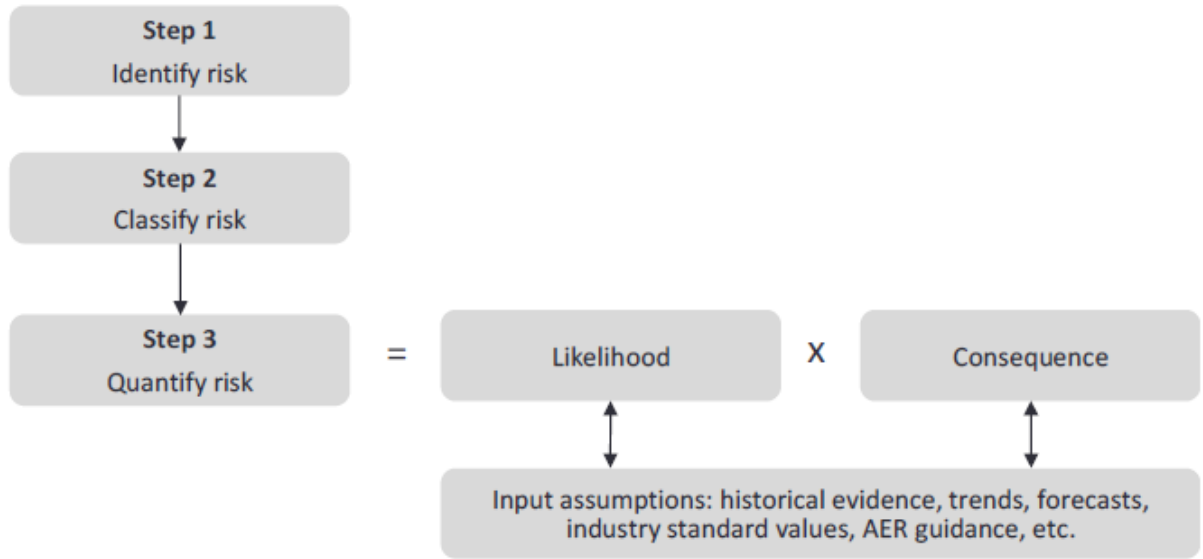 Step 1
Identify risk
Step 2
Classify risk
Step 3
Quantify risk
=
Likelihood
x
Consequence
Input assumptions: historical evidence, trends, forecasts,
industry standard values, AER guidance, etc.